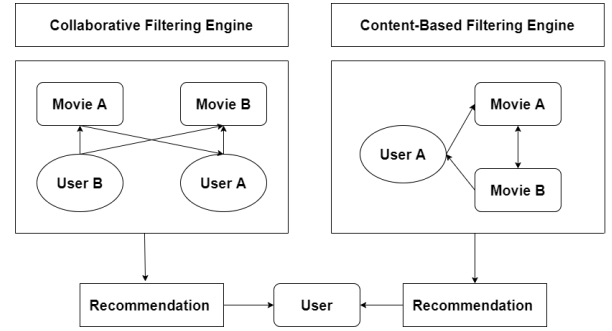 Collaborative Filtering Engine
Content-Based Filtering Engine
Movie A
Movie B
User B
User A
User A
Movie A
Movie B
Recommendation
User
Recommendation